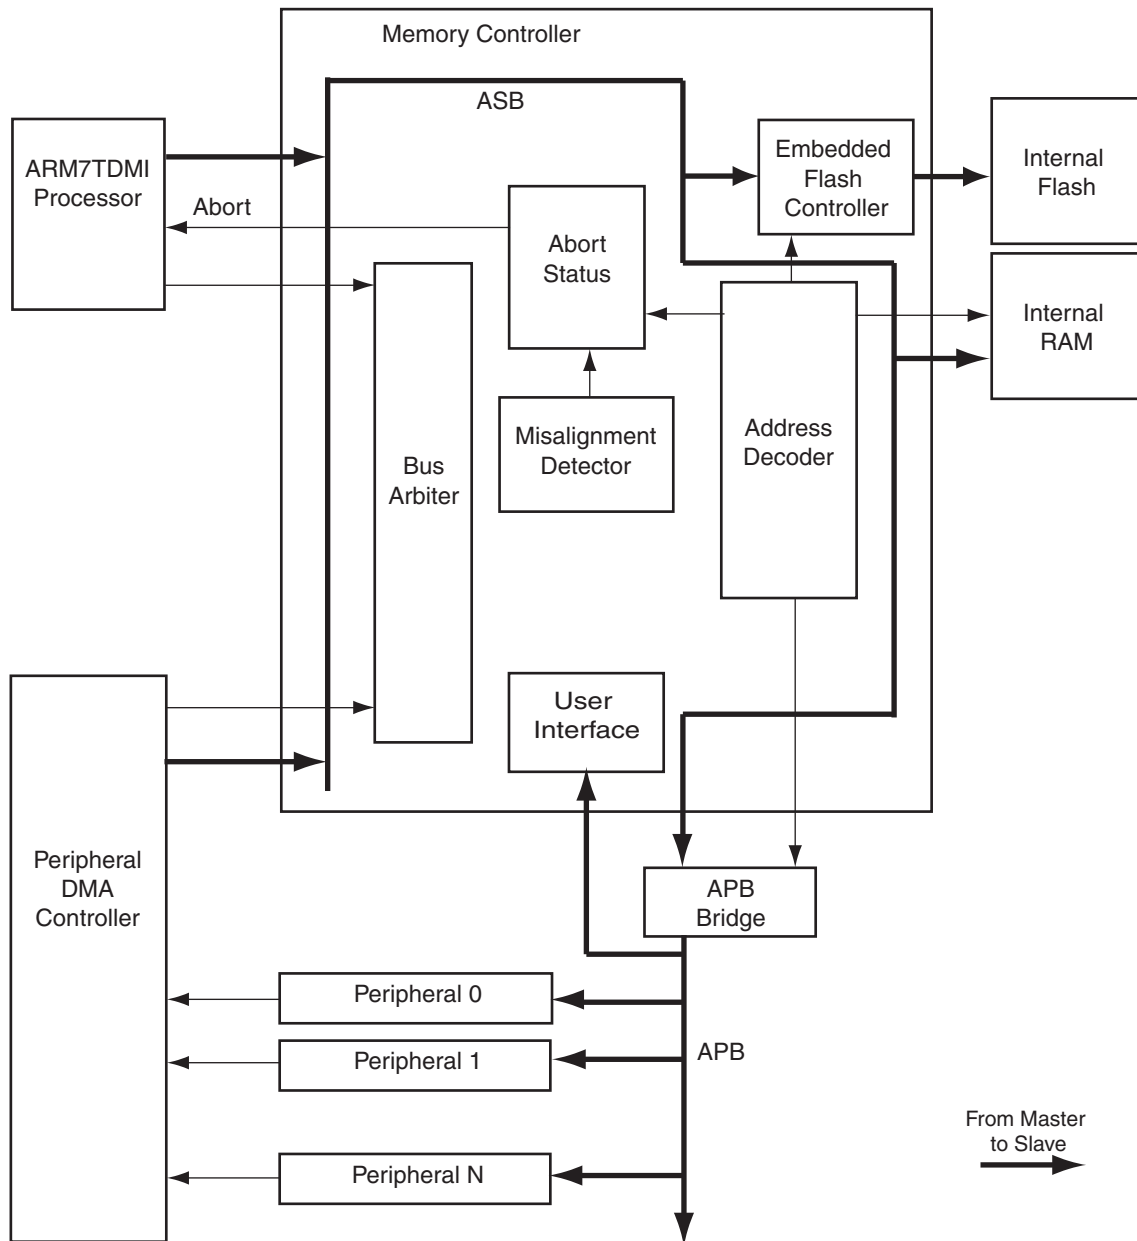 Memory Controller
ASB
ARM7TDMI
Processor
Embedded
Flash
Controller
Internal
Flash
Abort
Abort
Status
Internal
RAM
Misalignment
Detector
Address
Decoder
Bus
Arbiter
User
Interface
Peripheral
DMA
Controller
APB
Bridge
Peripheral 0
Peripheral 1
APB
Peripheral N
From Master
to Slave